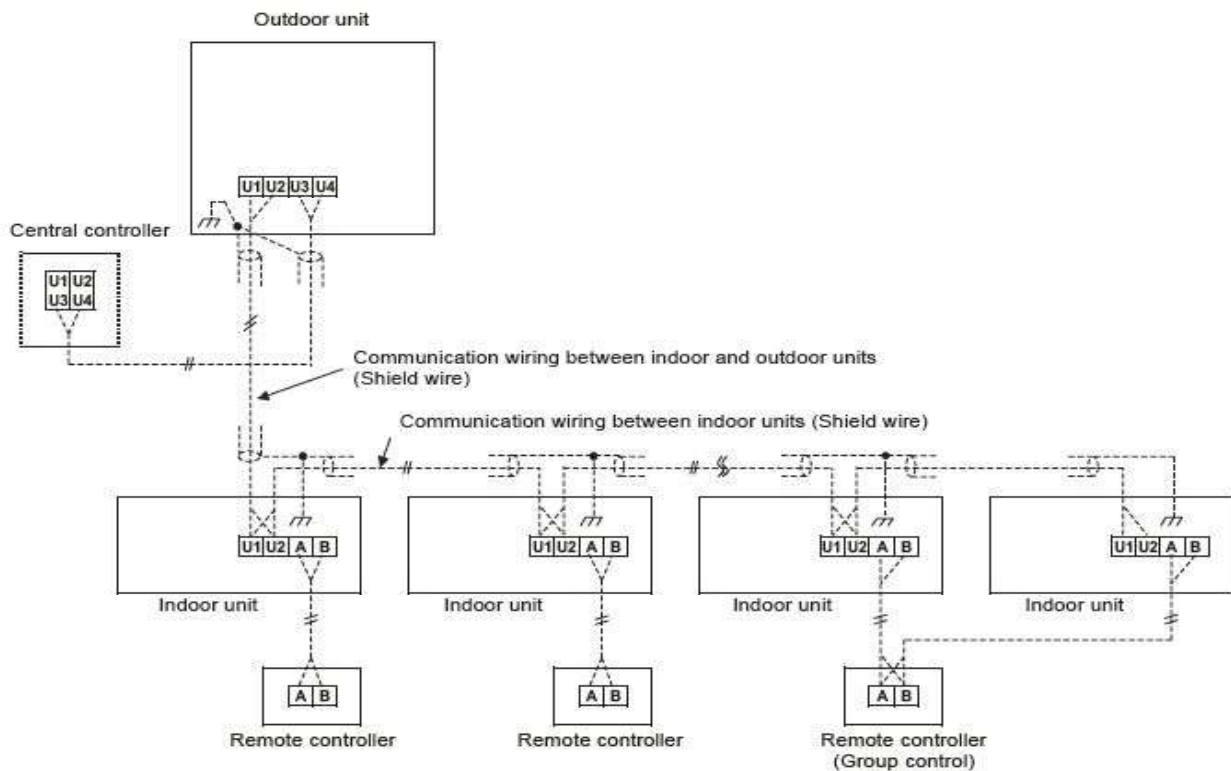 Outdoor unit
U1 U2 U3 U4
Central controller
U1 U2
U3 U4
Communication wiring between indoor and outdoor units
(Shield wire)
Communication wiring between indoor units (Shield wire)
U1 U2 A B
U1 U2 A B
U1 U2 A B
U1 U2 A B
Indoor unit
Indoor unit
Indoor unit
Indoor unit
A B
A B
A B
Remote controller
Remote controller
Remote controller
(Group control)